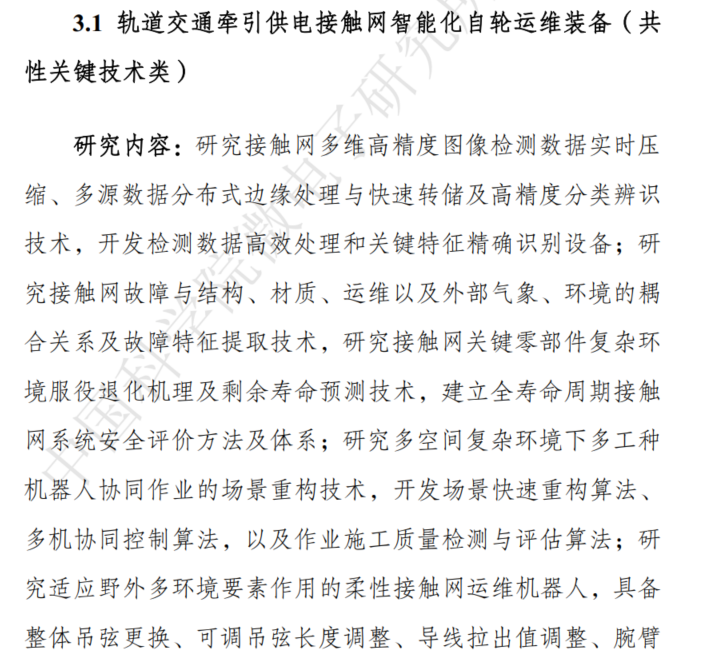 3.1 轨道交通牵引供电接触网智能化自轮运维装备（共
性关键技术类）
研究内容：研究接触网多维高精度图像检测数据实时压
缩、多源数据分布式边缘处理与快速转储及高精度分类辨识
技术，开发检测数据高效处理和关键特征精确识别设备；研
究接触网故障与结构、材质、运维以及外部气象、环境的耦
合关系及故障特征提取技术，研究接触网关键零部件复杂环
境服役退化机理及剩余寿命预测技术，建立全寿命周期接触
网系统安全评价方法及体系；研究多空间复杂环境下多工种
机器人协同作业的场景重构技术，开发场景快速重构算法、
多机协同控制算法，以及作业施工质量检测与评估算法；研
究适应野外多环境要素作用的柔性接触网运维机器人，具备
整体吊弦更换、可调吊弦长度调整、导线拉出值调整、腕臂
中国科学院微电子研究所